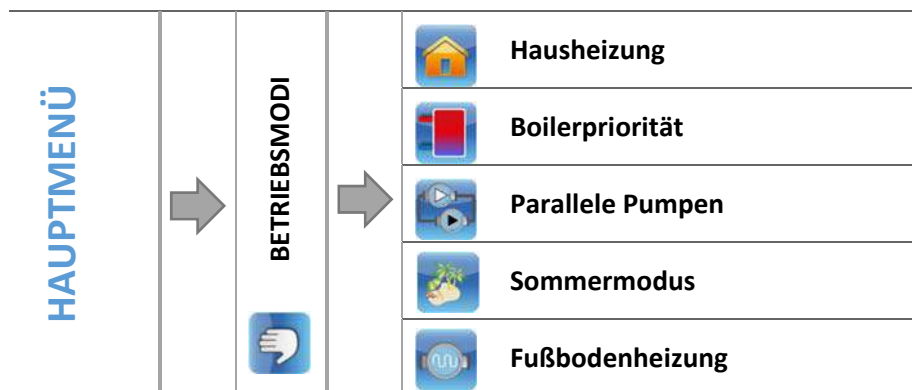 HAUPTMENÜ
BETRIEBSMODI
Hausheizung
Boilerpriorität
Parallele Pumpen
Sommermodus
Fußbodenheizung